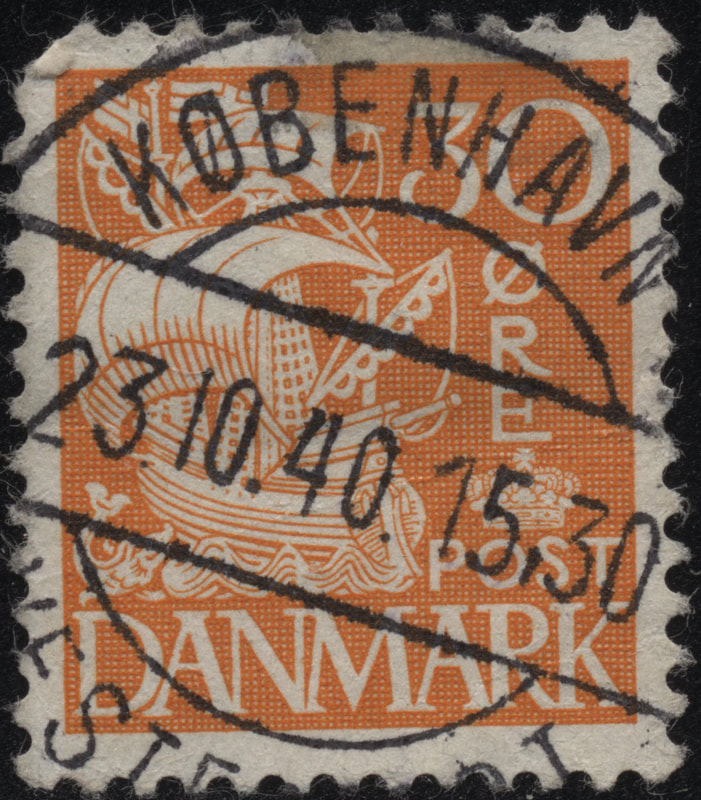 KØBENHAVN
30
ØRE
23.10.40. 15,30
POST
DANMARK